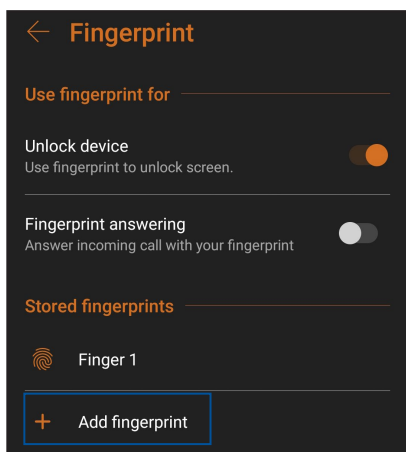 Fingerprint
Use fingerprint for
Unlock device
Use fingerprint to unlock screen.
Fingerprint answering
Answer incoming call with your fingerprint
Stored fingerprints
Finger 1
Add fingerprint